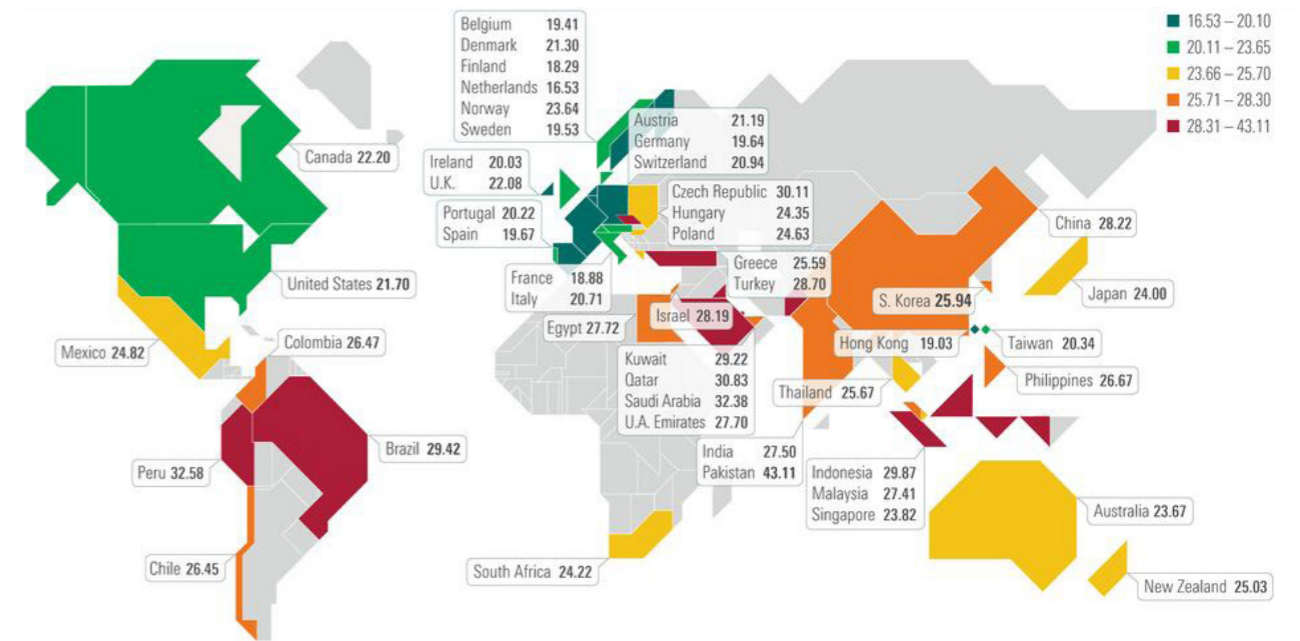 Belgium 19.41
Denmark 21.30
Finland 18.29
Netherlands 16.53
Norway 23.64
Sweden 19.53
16.53 – 20.10
20.11 – 23.65
23.66 – 25.70
25.71 – 28.30
28.31 – 43.11
Austria 21.19
Germany 19.64
Switzerland 20.94
Canada 22.20
Ireland 20.03
U.K. 22.08
Czech Republic 30.11
Hungary 24.35
Poland 24.63
Portugal 20.22
Spain 19.67
China 28.22
United States 21.70
France 18.88
Italy 20.71
Greece 25.59
Turkey 28.70
S. Korea 25.94
Japan 24.00
Egypt 27.72
Israel 28.19
Mexico 24.82
Colombia 26.47
Hong Kong 19.03
Taiwan 20.34
Kuwait 29.22
Qatar 30.83
Saudi Arabia 32.38
U.A. Emirates 27.70
Thailand 25.67
Philippines 26.67
Brazil 29.42
Peru 32.58
India 27.50
Pakistan 43.11
Indonesia 29.87
Malaysia 27.41
Singapore 23.82
Australia 23.67
Chile 26.45
South Africa 24.22
New Zealand 25.03